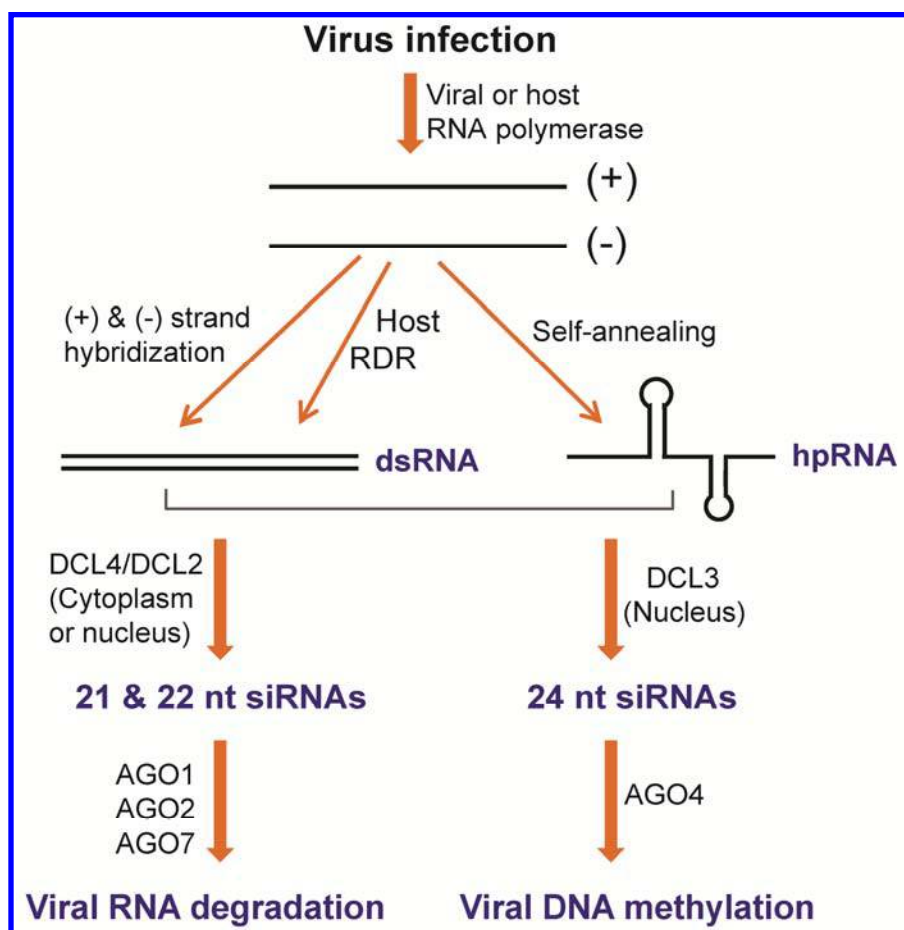 Virus infection
Viral or host
RNA polymerase
(+)
(-)
(+) & (-) strand
hybridization
Host
RDR
Self-annealing
dsRNA
hpRNA
DCL4/DCL2
(Cytoplasm
or nucleus)
DCL3
(Nucleus)
21 & 22 nt siRNAs
24 nt siRNAs
AGO1
AGO2
AGO7
AGO4
Viral RNA degradation
Viral DNA methylation